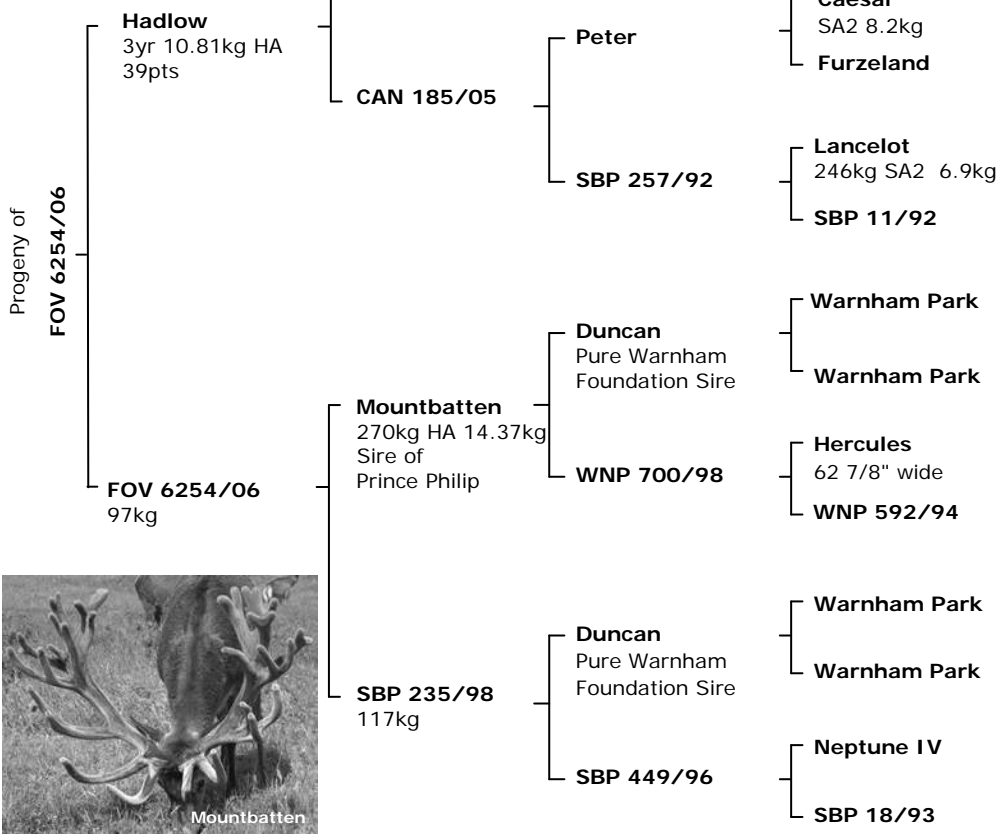 Progeny of
FOV 6254/06
Hadlow
3yr 10.81kg HA
39pts
FOV 6254/06
97kg
CAN 185/05
Mountbatten
270kg HA 14.37kg
Sire of
Prince Philip
SBP 235/98
117kg
Peter
SBP 257/92
Duncan
Pure Warnham
Foundation Sire
WNP 700/98
Duncan
Pure Warnham
Foundation Sire
SBP 449/96
Caesar
SA2 8.2kg
Furzeland
Lancelot
246kg SA2 6.9kg
SBP 11/92
Warnham Park
Warnham Park
Hercules
62 7/8" wide
WNP 592/94
Warnham Park
Warnham Park
Neptune IV
SBP 18/93
Mountbatten